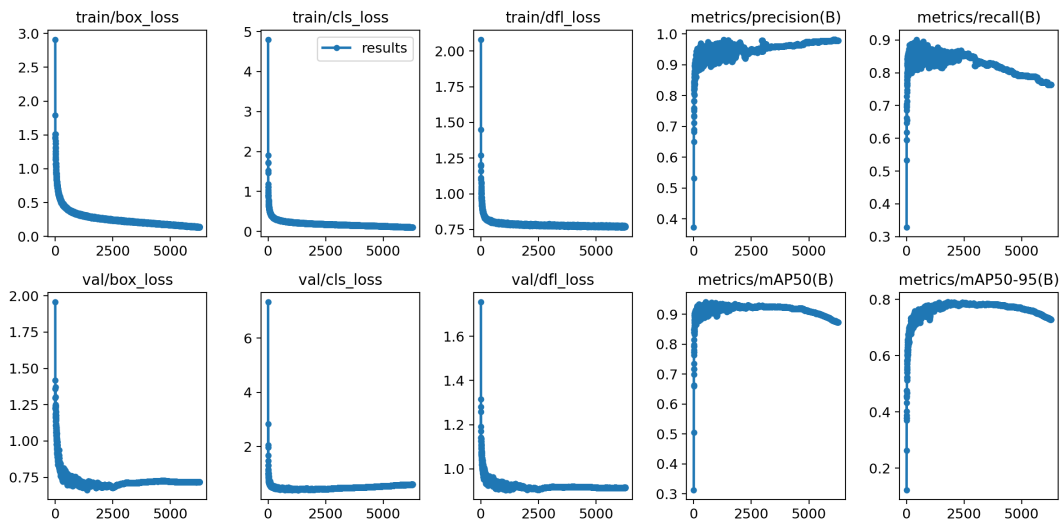 train/box_loss
train/cls_loss
train/dfl_loss
metrics/precision(B)
metrics/recall(B)
3.0
2.5
2.0
1.5
1.0
0.5
0.0
0 2500 5000
5
4
3
2
1
0
0 2500 5000
results
2.00
1.75
1.50
1.25
1.00
0.75
0 2500 5000
1.0
0.9
0.8
0.7
0.6
0.5
0.4
0 2500 5000
0.9
0.8
0.7
0.6
0.5
0.4
0.3
0 2500 5000
val/box_loss
val/cls_loss
val/dfl_loss
metrics/mAP50(B)
metrics/mAP50-95(B)
2.00
1.75
1.50
1.25
1.00
0.75
0 2500 5000
6
4
2
0 2500 5000
1.6
1.4
1.2
1.0
0 2500 5000
0.9
0.8
0.7
0.6
0.5
0.4
0.3
0 2500 5000
0.8
0.6
0.4
0.2
0 2500 5000